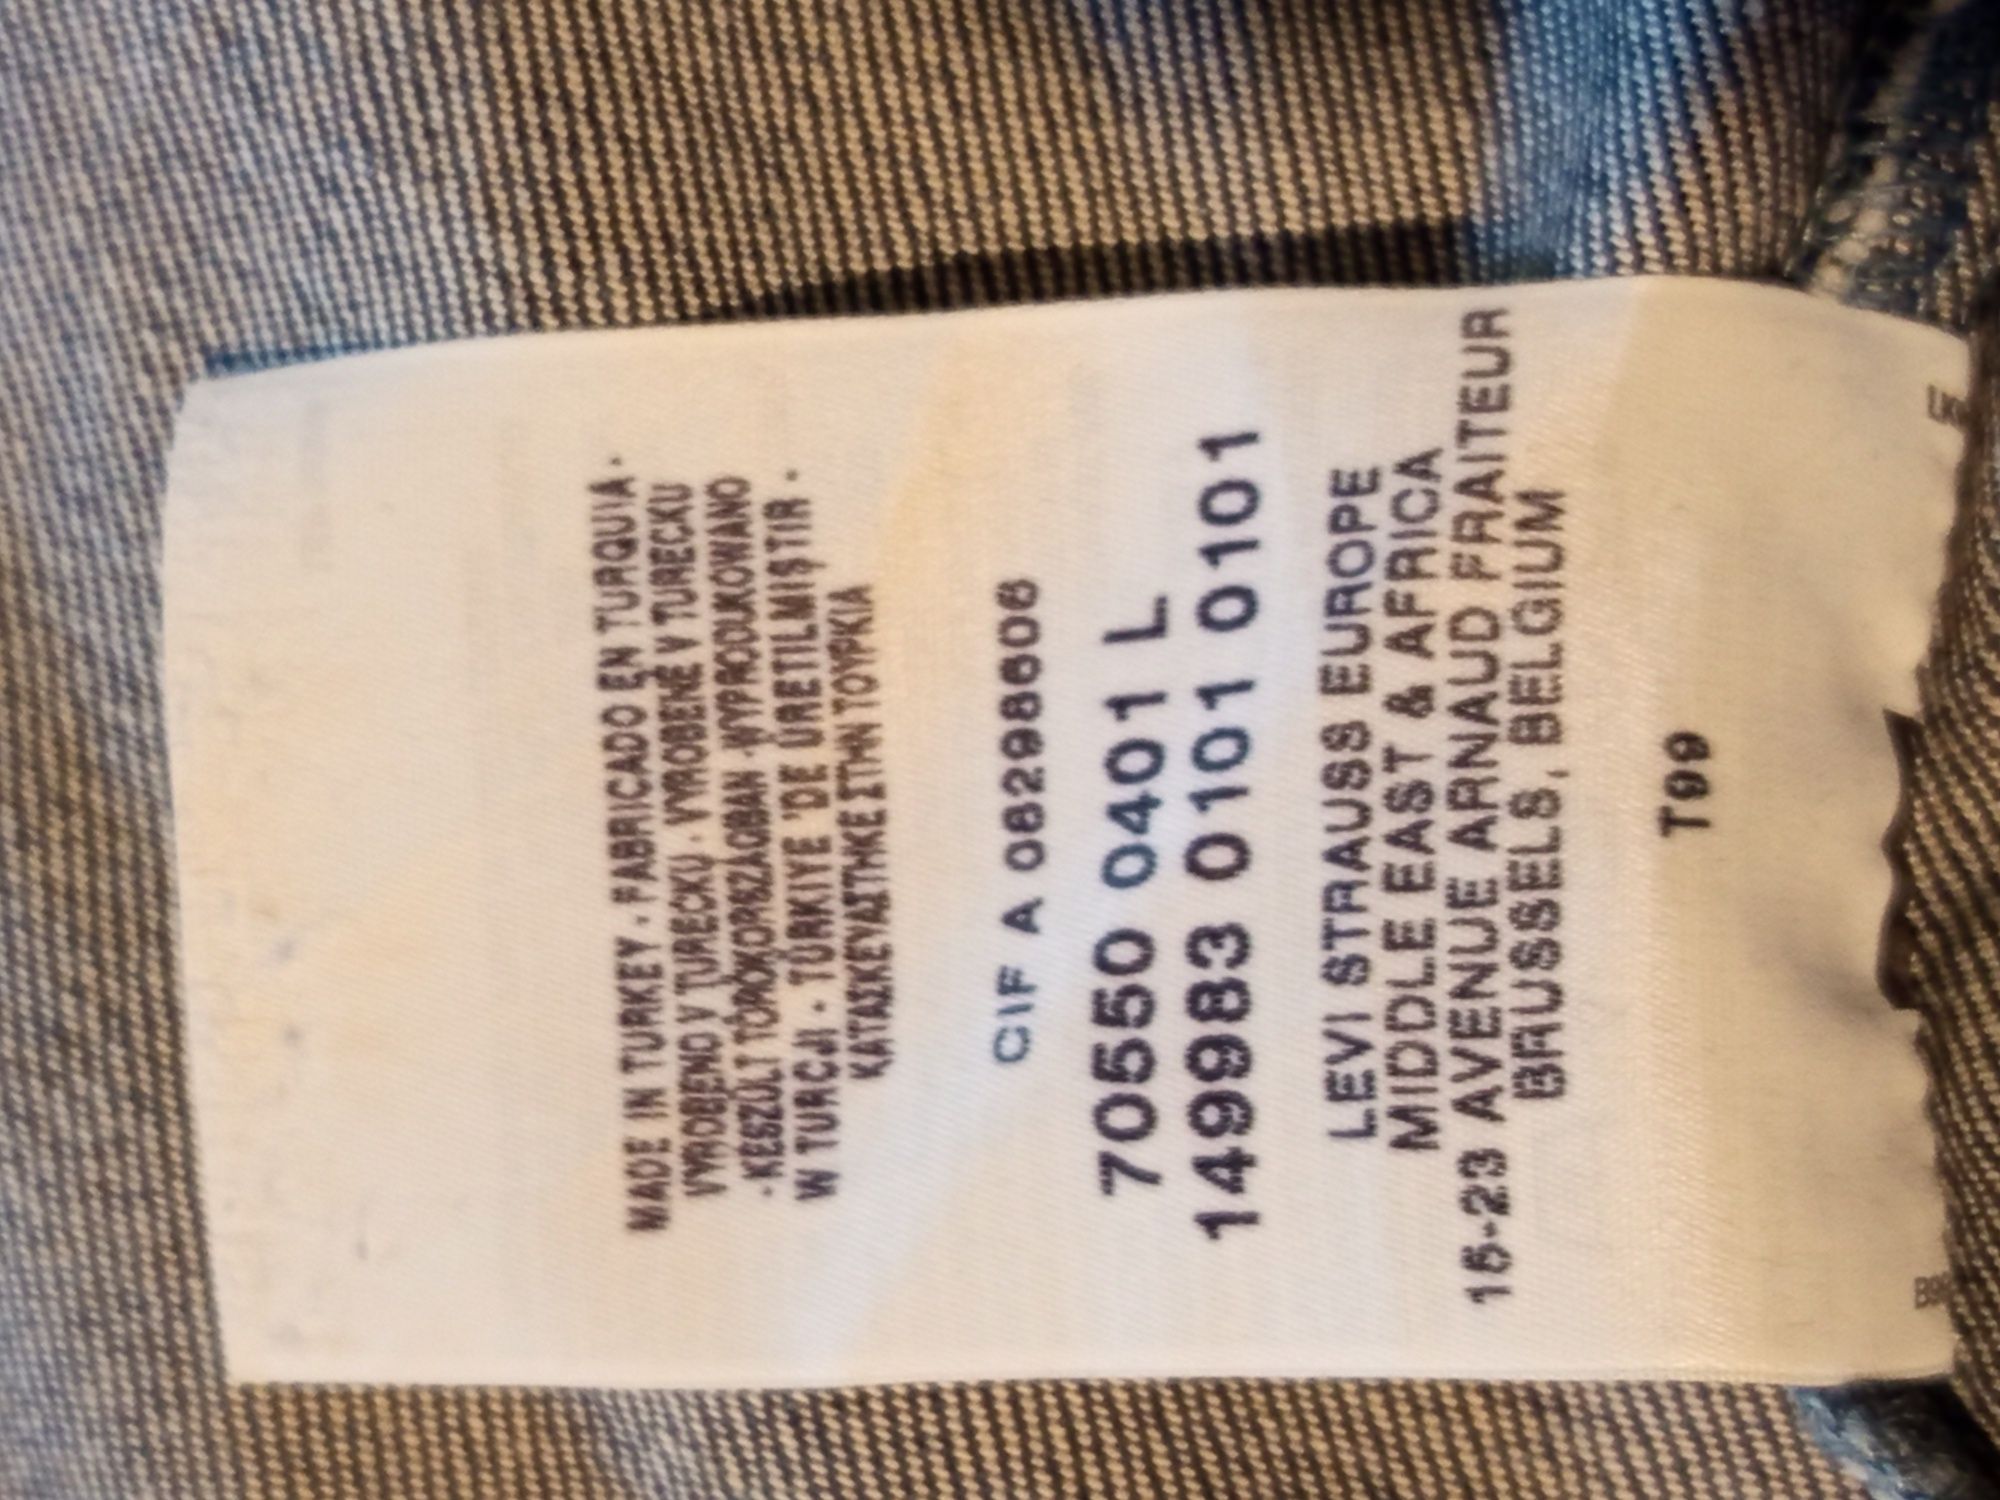 MADE IN TURKEY · FABRICADO EN TURQUIA ·
VYROBENO V TURECKU · VYROBENÉ V TURECKU
· KESZÜLT TÖRÖKORSZÁGBAN · WYPRODUKOWANO
W TURCJI · TÜRKIYE 'DE ÜRETILMISTIR ·
ΚΑΤΑΣΚΕΥΑΣΤΗΚΕ ΣΤΗΝ ΤΟΥΡΚΙΑ
CIF A 08298606
70550 0401 L
149983 0101 0101
LEVI STRAUSS EUROPE
MIDDLE EAST & AFRICA
15-23 AVENUE ARNAUD FRAITEUR
BRUSSELS, BELGIUM
T99